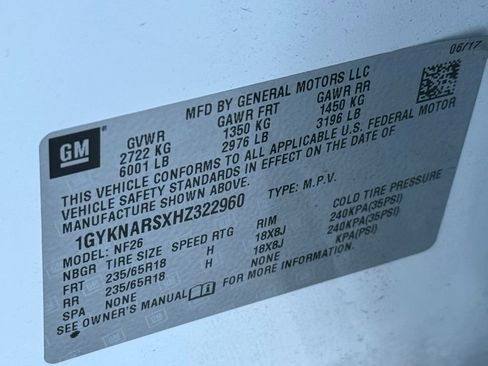 06/17
MFD BY GENERAL MOTORS LLC
GM
GVWR GAWR FRT GAWR RR
2722 KG 1350 KG 1450 KG
6001 LB 2976 LB 3196 LB
THIS VEHICLE CONFORMS TO ALL APPLICABLE U.S. FEDERAL MOTOR
VEHICLE SAFETY STANDARDS IN EFFECT ON THE DATE OF
MANUFACTURE SHOWN ABOVE.
1GYKNARSXHZ322960 TYPE: M.P.V.
MODEL: NF26
NBGR TIRE SIZE SPEED RTG RIM COLD TIRE PRESSURE
FRT 235/65R18 H 18X8J 240KPA(35PSI)
RR 235/65R18 H 18X8J 240KPA(35PSI)
SPA NONE KPA(PSI)
SEE OWNER'S MANUAL FOR MORE INFORMATION.